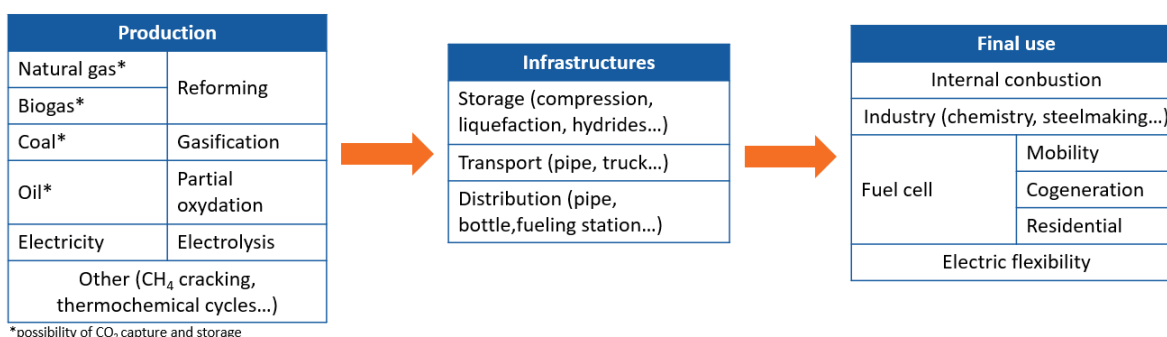 Production
Natural gas*
Biogas*
Reforming
Coal*
Gasification
Oil*
Partial
oxydation
Electricity
Electrolysis
Other (CH₄ cracking,
thermochemical cycles...)
*possibility of CO₂ capture and storage
Infrastructures
Storage (compression,
liquefaction, hydrides...)
Transport (pipe, truck...)
Distribution (pipe,
bottle,fueling station...)
Final use
Internal conbustion
Industry (chemistry, steelmaking...)
Fuel cell
Mobility
Cogeneration
Residential
Electric flexibility